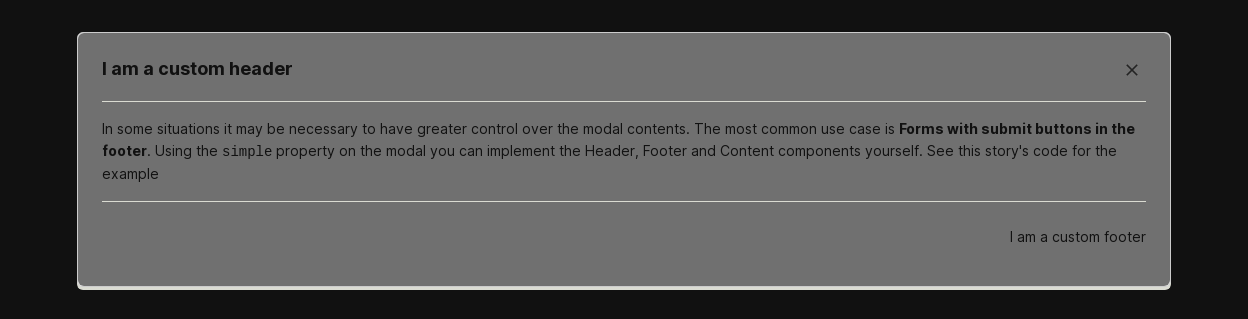 I am a custom header
In some situations it may be necessary to have greater control over the modal contents. The most common use case is Forms with submit buttons in the
footer. Using the simple property on the modal you can implement the Header, Footer and Content components yourself. See this story's code for the
example
I am a custom footer